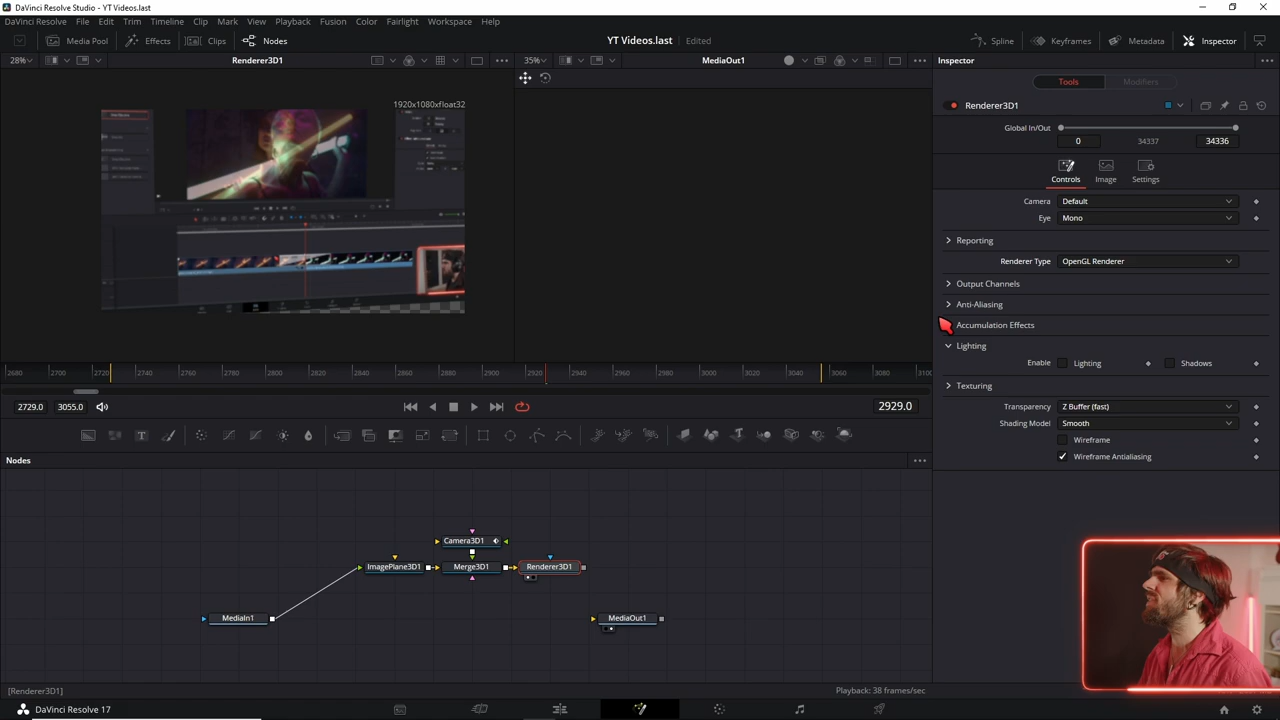 DaVinci Resolve Studio - YT Videos.last
DaVinci Resolve File Edit Trim Timeline Clip Mark View Playback Fusion Color Fairlight Workspace Help
Media Pool Effects Clips Nodes YT Videos.last Edited Spline Keyframes Metadata Inspector
28% Renderer3D1 35% MediaOut1 Inspector
Tools Modifiers
1920x1080xfloat32
Renderer3D1
Global In/Out
0 34337 34336
Controls Image Settings
Camera Default
Eye Mono
Reporting
Renderer Type OpenGL Renderer
Output Channels
Anti-Aliasing
Accumulation Effects
Lighting
Enable Lighting Shadows
2680 2700 2720 2740 2760 2780 2800 2820 2840 2860 2880 2900 2920 2940 2960 2980 3000 3020 3040 3060 3080 3100
Texturing
2729.0 3055.0 2929.0
Transparency Z Buffer (fast)
Shading Model Smooth
Wireframe
Wireframe Antialiasing
Nodes
Camera3D1
ImagePlane3D1 Merge3D1 Renderer3D1
MediaIn1 MediaOut1
[Renderer3D1] Playback: 38 frames/sec
DaVinci Resolve 17